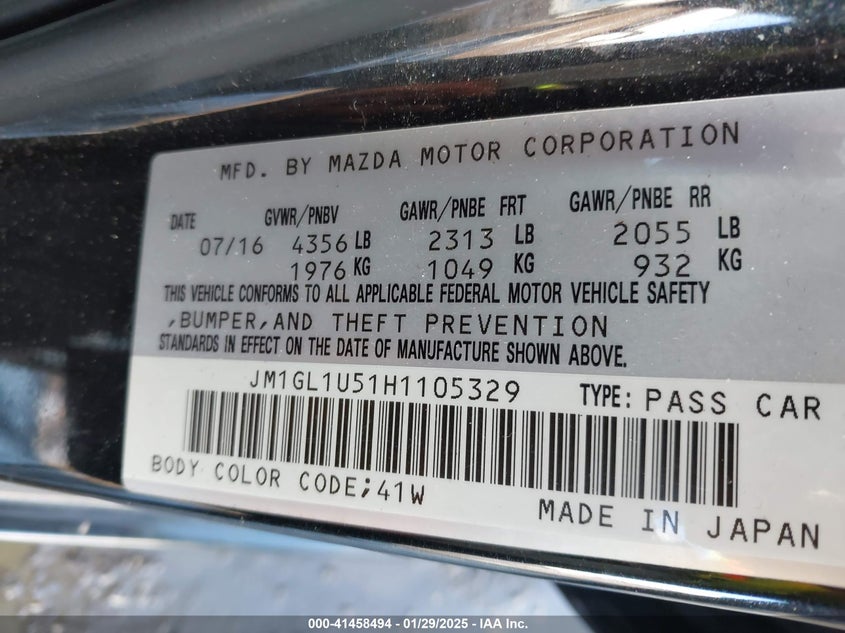 MFD. BY MAZDA MOTOR CORPORATION
DATE GVWR/PNBV GAWR/PNBE FRT GAWR/PNBE RR
07/16 4356 LB 2313 LB 2055 LB
1976 KG 1049 KG 932 KG
THIS VEHICLE CONFORMS TO ALL APPLICABLE FEDERAL MOTOR VEHICLE SAFETY
,BUMPER,AND THEFT PREVENTION
STANDARDS IN EFFECT ON THE DATE OF MANUFACTURE SHOWN ABOVE.
JM1GL1U51H1105329 TYPE: PASS CAR
BODY COLOR CODE;41W
MADE IN JAPAN
000-41458494 — 01/29/2025 — IAA Inc.